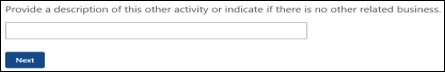 Provide a description of this other activity or indicate if there is no other related business.
Next